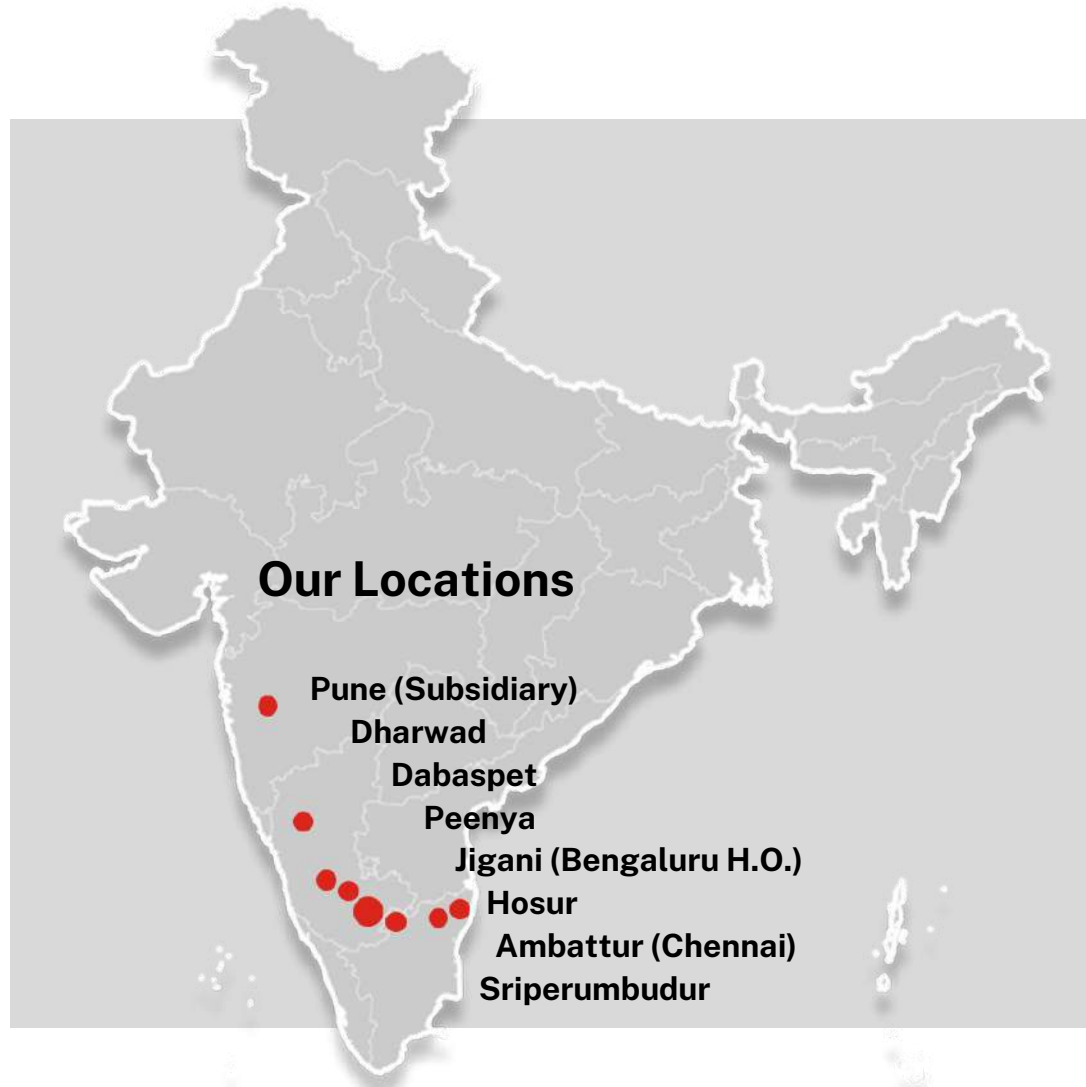 Our Locations
Pune (Subsidiary)
Dharwad
Dabaspet
Peenya
Jigani (Bengaluru H.O.)
Hosur
Ambattur (Chennai)
Sriperumbudur